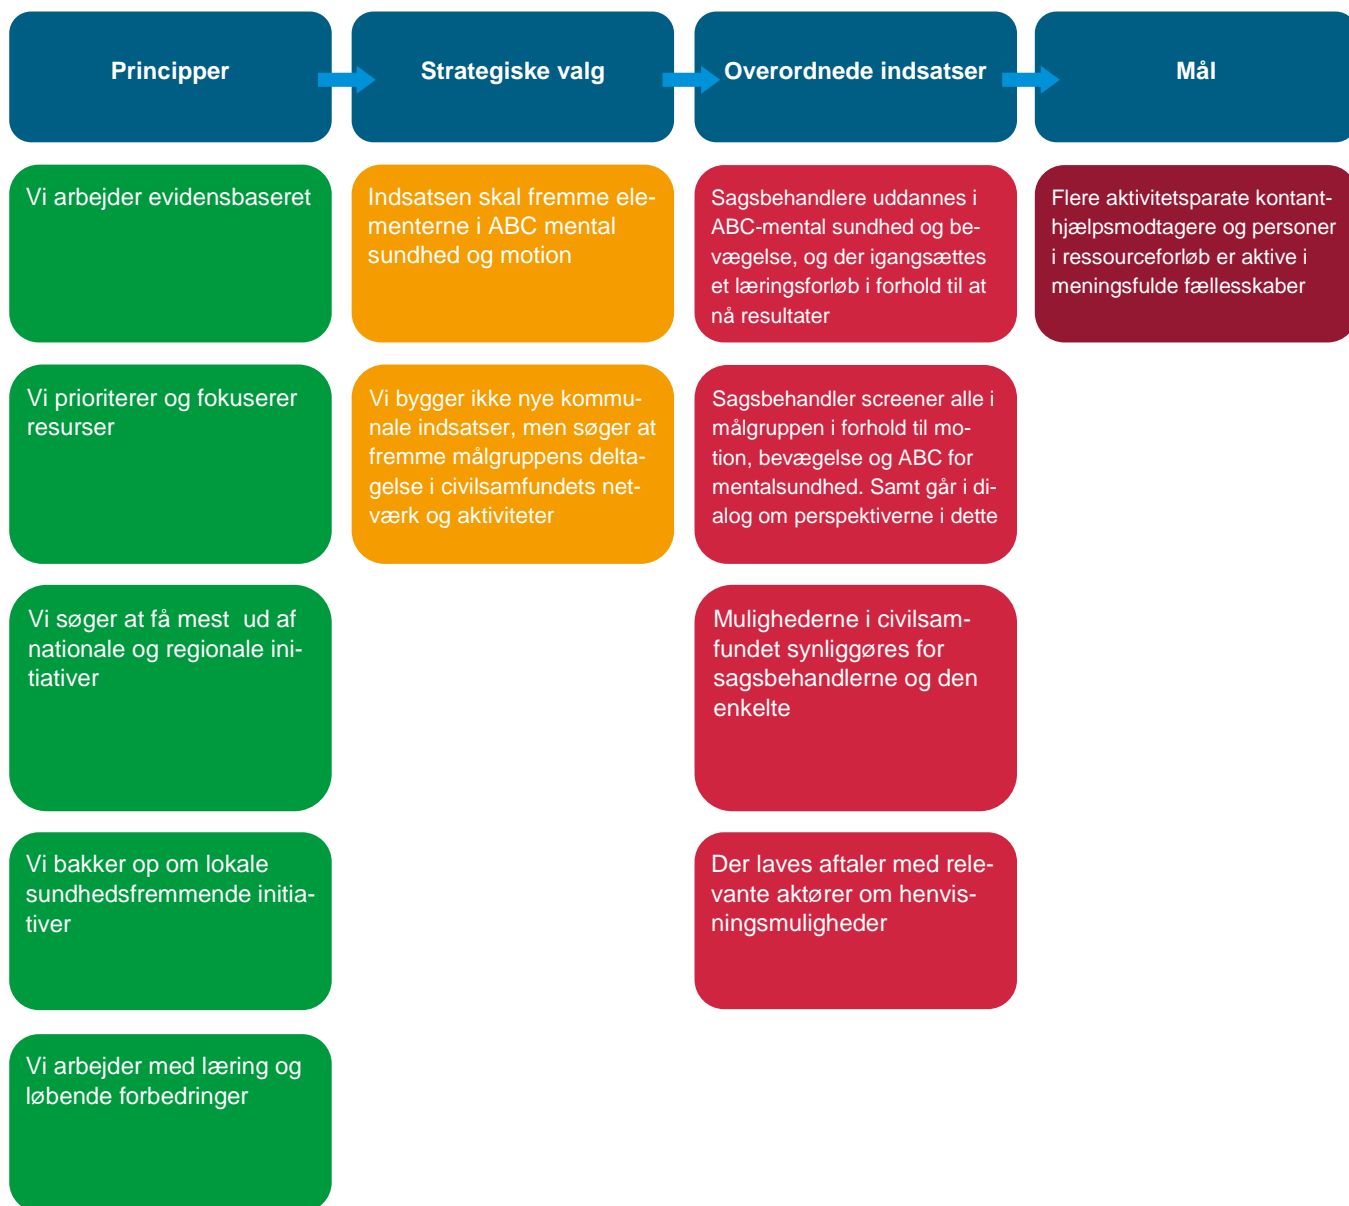 Principper
Strategiske valg
Overordnede indsatser
Mål
Vi arbejder evidensbaseret
Vi prioriterer og fokuserer
resurser
Vi søger at få mest  ud af
nationale og regionale ini-
tiativer
Vi bakker op om lokale
sundhedsfremmende initia-
tiver
Vi arbejder med læring og
løbende forbedringer
Indsatsen skal fremme ele-
menterne i ABC mental
sundhed og motion
Vi bygger ikke nye kommu-
nale indsatser, men søger at
fremme målgruppens delta-
gelse i civilsamfundets net-
værk og aktiviteter
Sagsbehandlere uddannes i
ABC-mental sundhed og be-
vægelse, og der igangsættes
et læringsforløb i forhold til at
nå resultater
Sagsbehandler screener alle i
målgruppen i forhold til mo-
tion, bevægelse og ABC for
mentalsundhed. Samt går i di-
alog om perspektiverne i dette
Mulighederne i civilsam-
fundet synliggøres for
sagsbehandlerne og den
enkelte
Der laves aftaler med rele-
vante aktører om henvis-
ningsmuligheder
Flere aktivitetsparate kontant-
hjælpsmodtagere og personer
i ressourceforløb er aktive i
meningsfulde fællesskaber